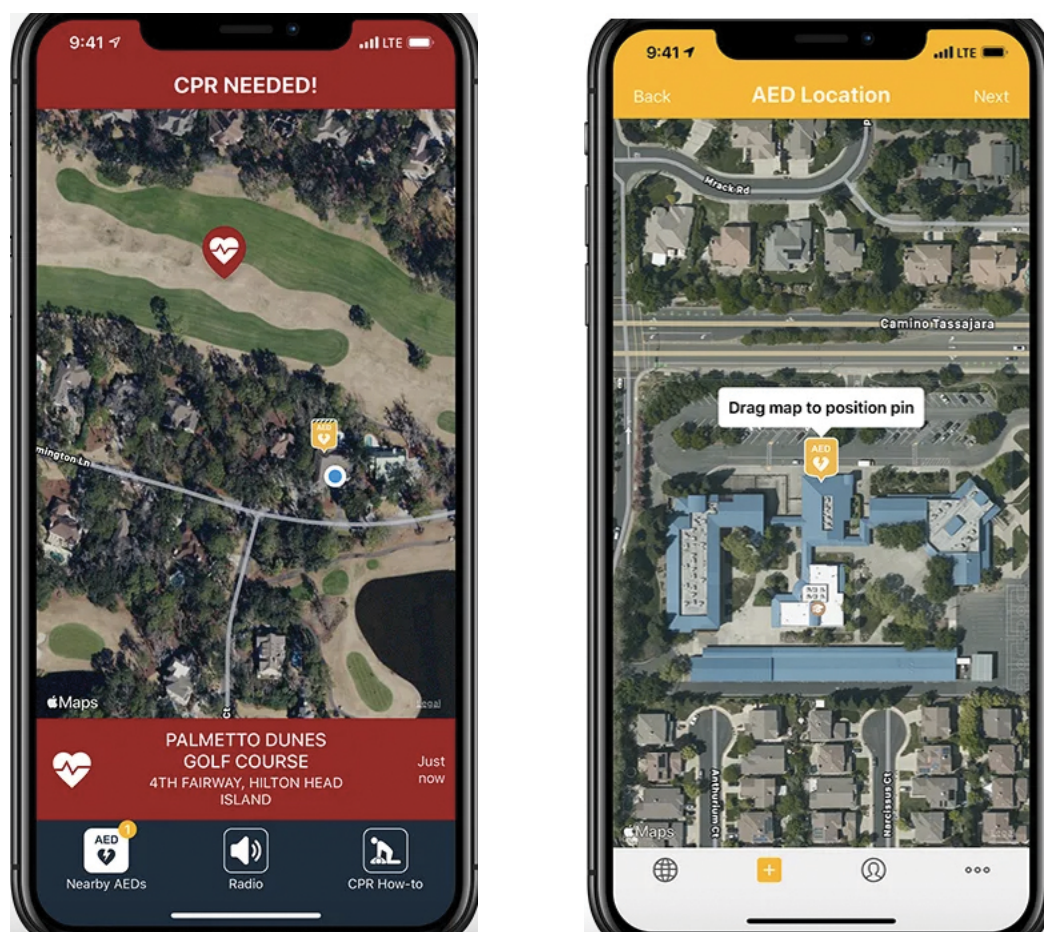 9:41
LTE
CPR NEEDED!
AED
mington Ln
Ct
Maps
Legal
PALMETTO DUNES
GOLF COURSE
4TH FAIRWAY, HILTON HEAD
ISLAND
Just
now
AED
1
Nearby AEDs
Radio
CPR How-to
9:41
LTE
Back
AED Location
Next
Mrack Rd
Camino Tassajara
Drag map to position pin
AED
Anthurium Ct
Narcissus Ct
Maps
Legal